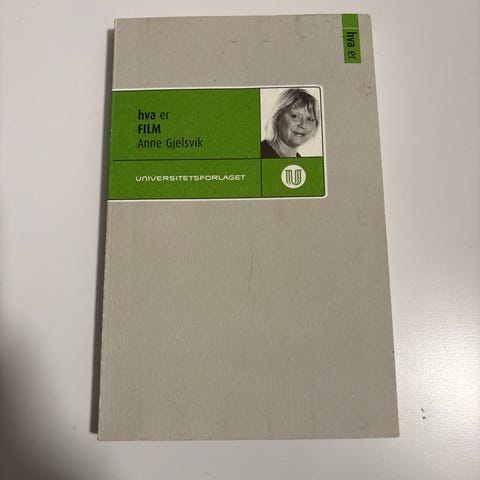 hva er
hva er
FILM
Anne Gjelsvik
UNIVERSITETSFORLAGET